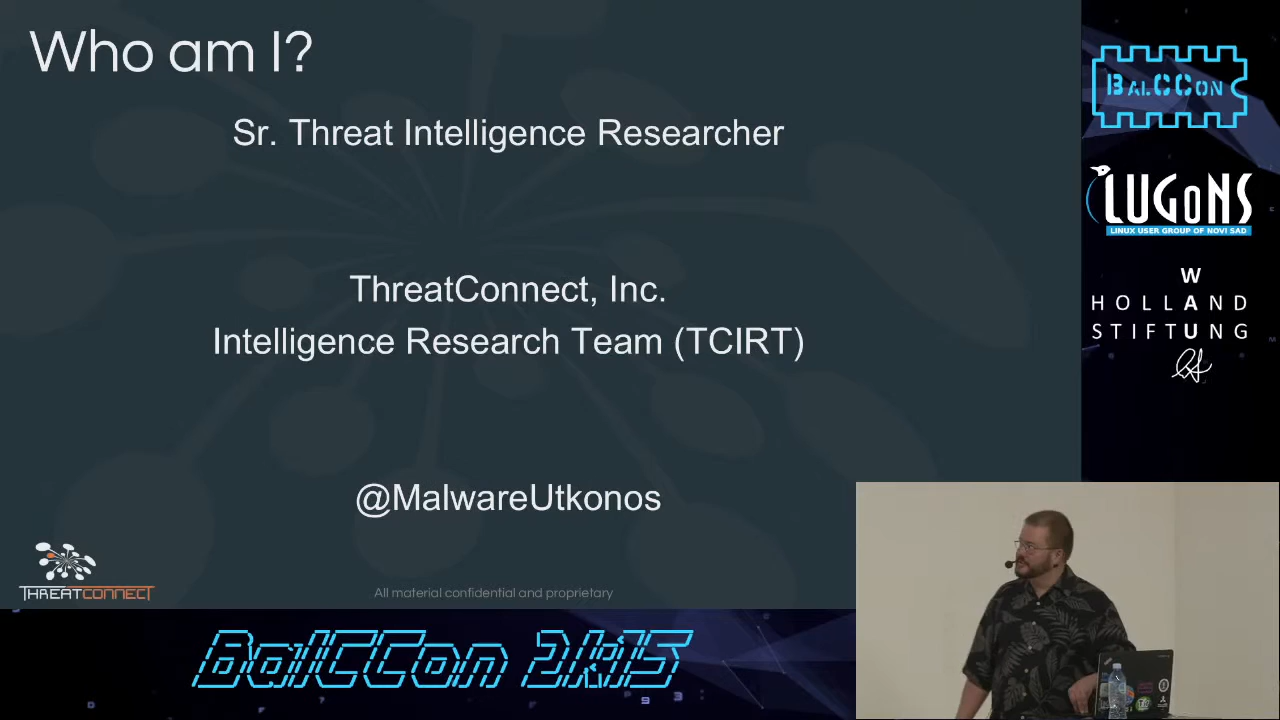 Who am I?
Sr. Threat Intelligence Researcher
ThreatConnect, Inc.
Intelligence Research Team (TCIRT)
@MalwareUtkonos
THREATCONNECT
All material confidential and proprietary
BalCCon
LUGoNS
LINUX USER GROUP OF NOVI SAD
W
HOLLAND
STIFTUNG
BalCCon 2k15